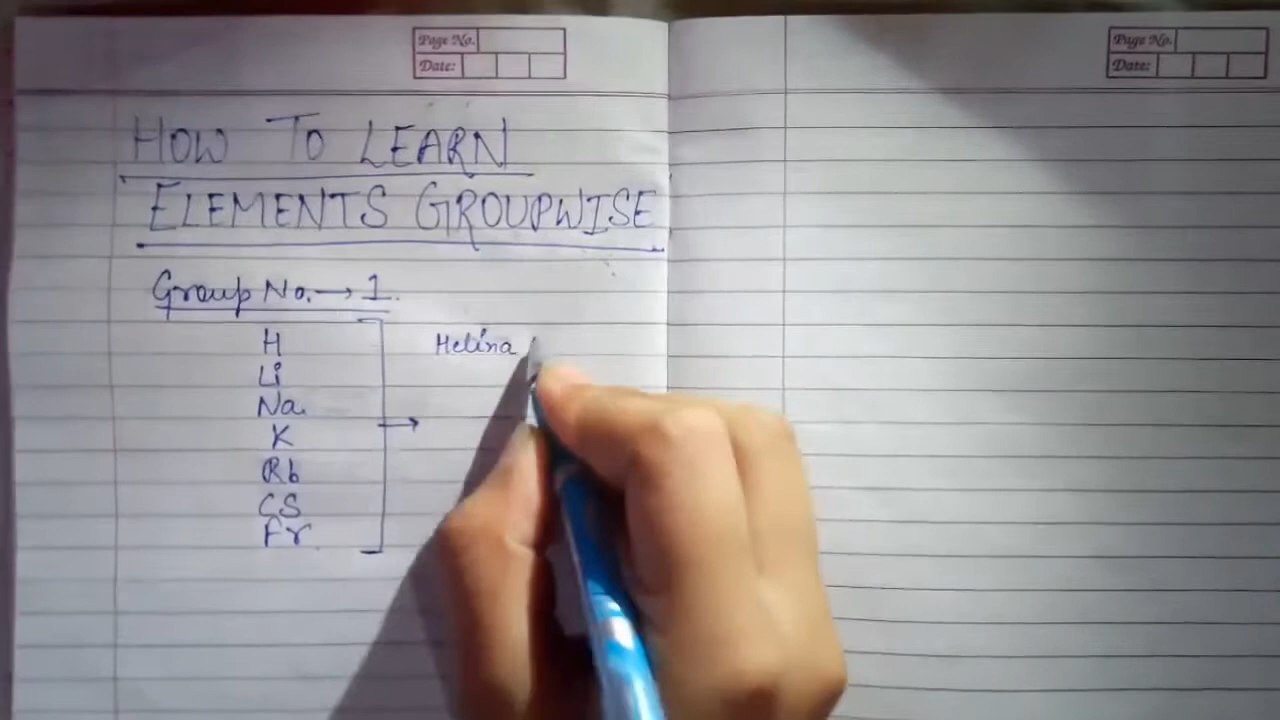 Page No.
Date:
Page No.
Date:
HOW TO LEARN
ELEMENTS GROUPWISE
Group No. → 1.
H
Li
Na
K
Rb
CS
Fr
→ Helina